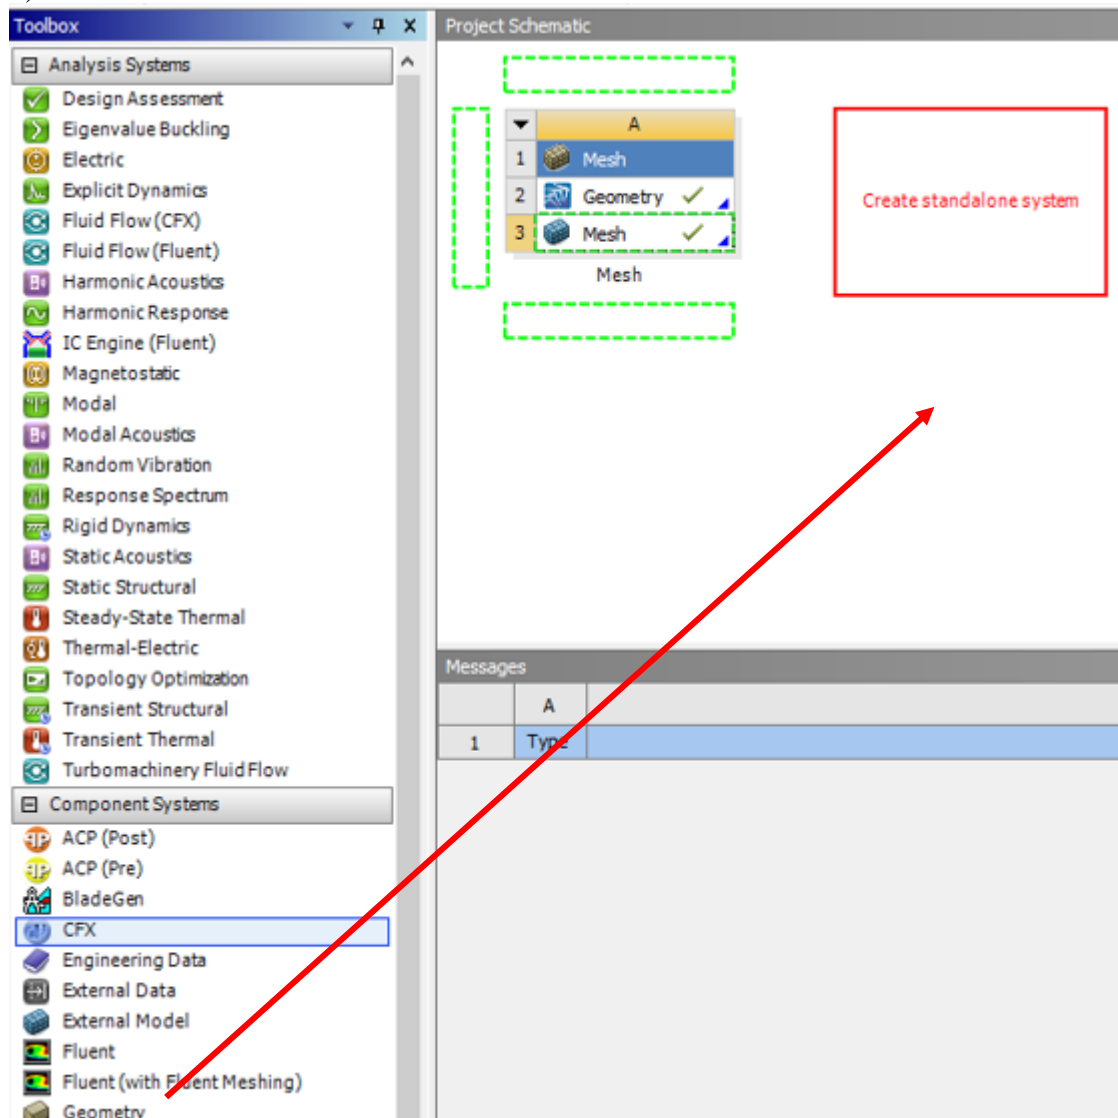 Toolbox
Analysis Systems
Design Assessment
Eigenvalue Buckling
Electric
Explicit Dynamics
Fluid Flow (CFX)
Fluid Flow (Fluent)
Harmonic Acoustics
Harmonic Response
IC Engine (Fluent)
Magnetostatic
Modal
Modal Acoustics
Random Vibration
Response Spectrum
Rigid Dynamics
Static Acoustics
Static Structural
Steady-State Thermal
Thermal-Electric
Topology Optimization
Transient Structural
Transient Thermal
Turbomachinery Fluid Flow
Component Systems
ACP (Post)
ACP (Pre)
BladeGen
CFX
Engineering Data
External Data
External Model
Fluent
Fluent (with Fluent Meshing)
Geometry
Project Schematic
A
1 Mesh
2 Geometry
3 Mesh
Mesh
Create standalone system
Messages
A
1 Type